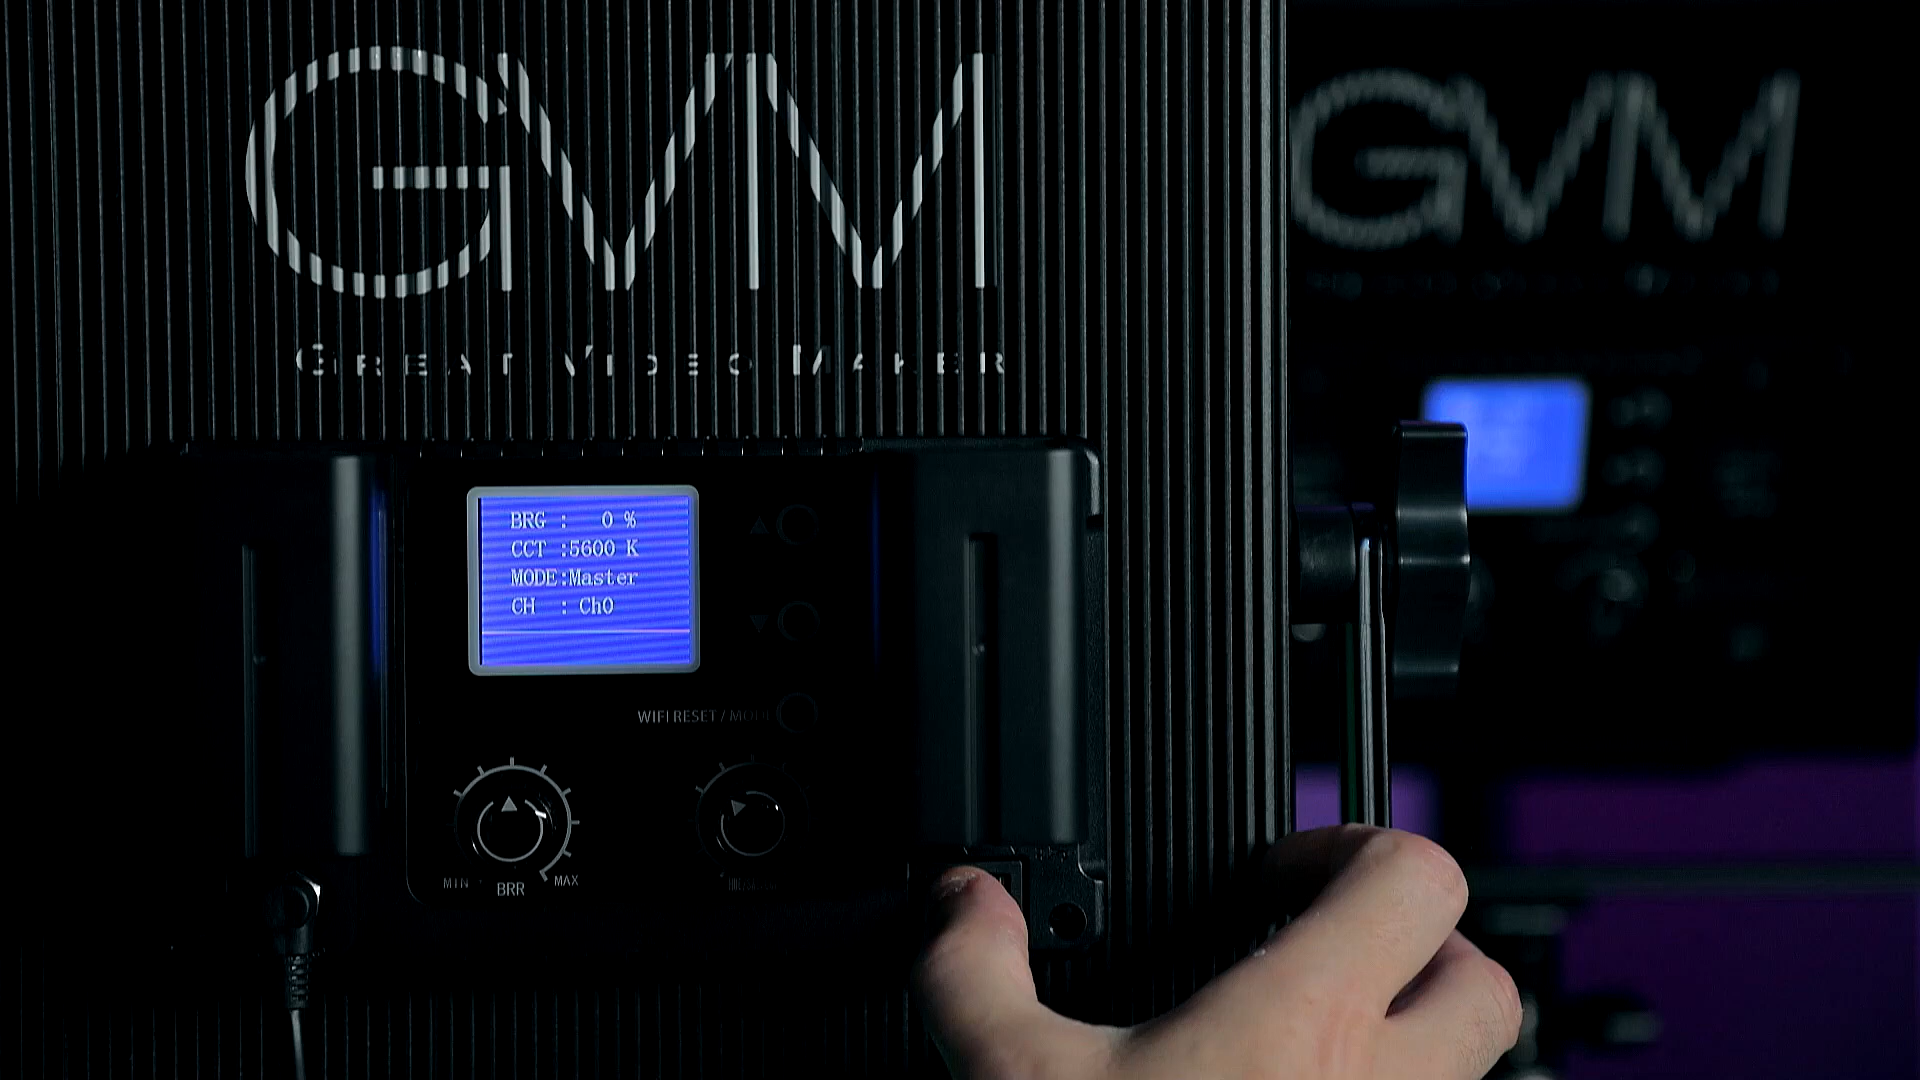 GVM
GREAT VIDEO MAKER
BRG : 0 %
CCT :5600 K
MODE:Master
CH : Ch0
WIFI RESET / MODE
MIN
BRR
MAX
GVM